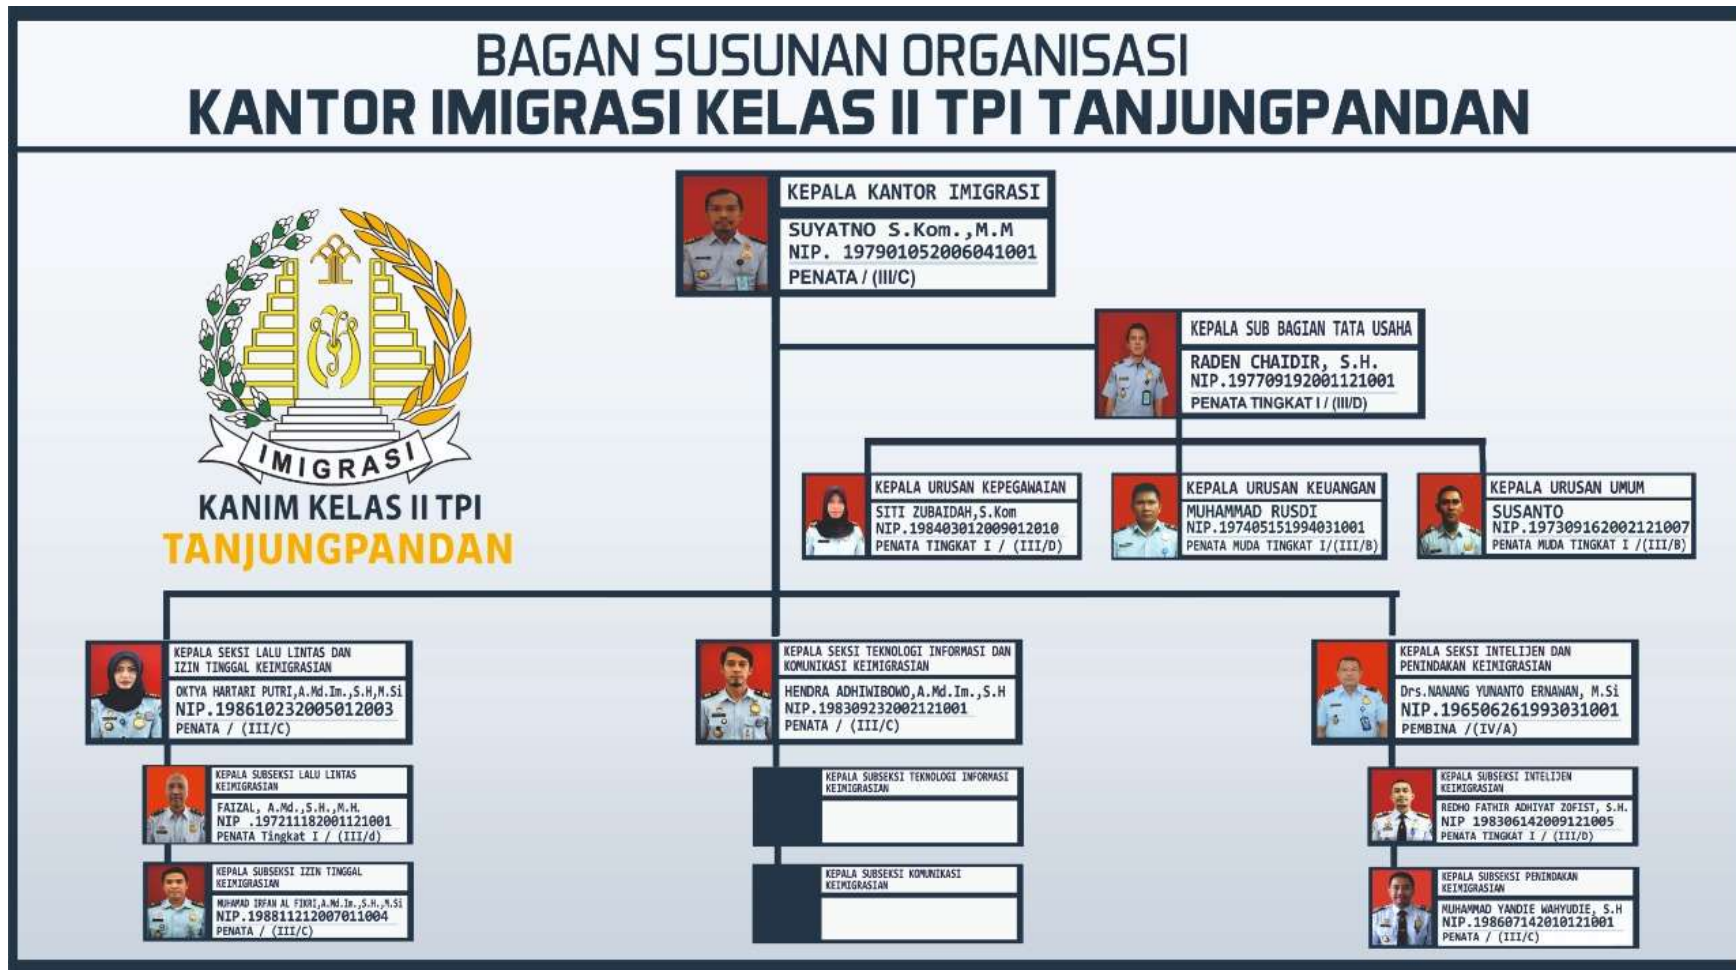 BAGAN SUSUNAN ORGANISASI
KANTOR IMIGRASI KELAS II TPI TANJUNGPANDAN
KEPALA KANTOR IMIGRASI
SUYATNO S.Kom.,M.M
NIP. 197901052006041001
PENATA / (III/C)
IMIGRASI
KANIM KELAS II TPI
TANJUNGPANDAN
KEPALA SUB BAGIAN TATA USAHA
RADEN CHAIDIR, S.H.
NIP.197709192001121001
PENATA TINGKAT I / (III/D)
KEPALA URUSAN KEPEGAWAIAN
SITI ZUBAIDAH,S.Kom
NIP.198403012009012010
PENATA TINGKAT I / (III/D)
KEPALA URUSAN KEUANGAN
MUHAMMAD RUSDI
NIP.197405151994031001
PENATA MUDA TINGKAT I/(III/B)
KEPALA URUSAN UMUM
SUSANTO
NIP.197309162002121007
PENATA MUDA TINGKAT I /(III/B)
KEPALA SEKSI LALU LINTAS DAN
IZIN TINGGAL KEIMIGRASIAN
OKTYA HARTARI PUTRI,A.Md.Im.,S.H,M.Si
NIP.198610232005012003
PENATA / (III/C)
KEPALA SUBSEKSI LALU LINTAS
KEIMIGRASIAN
FAIZAL, A.Md.,S.H.,M.H.
NIP .197211182001121001
PENATA Tingkat I / (III/d)
KEPALA SUBSEKSI IZIN TINGGAL
KEIMIGRASIAN
MUHAMAD IRFAN AL FIKRI,A.Md.Im.,S.H.,M.Si
NIP.198811212007011004
PENATA / (III/C)
KEPALA SEKSI TEKNOLOGI INFORMASI DAN
KOMUNIKASI KEIMIGRASIAN
HENDRA ADHIWIBOWO,A.Md.Im.,S.H
NIP.198309232002121001
PENATA / (III/C)
KEPALA SUBSEKSI TEKNOLOGI INFORMASI
KEIMIGRASIAN
KEPALA SUBSEKSI KOMUNIKASI
KEIMIGRASIAN
KEPALA SEKSI INTELIJEN DAN
PENINDAKAN KEIMIGRASIAN
Drs.NANANG YUNANTO ERNAWAN, M.Si
NIP.196506261993031001
PEMBINA /(IV/A)
KEPALA SUBSEKSI INTELIJEN
KEIMIGRASIAN
REDHO FATHIR ADHIYAT ZOFIST, S.H.
NIP 198306142009121005
PENATA TINGKAT I / (III/D)
KEPALA SUBSEKSI PENINDAKAN
KEIMIGRASIAN
MUHAMMAD YANDIE WAHYUDIE, S.H
NIP.198607142010121001
PENATA / (III/C)